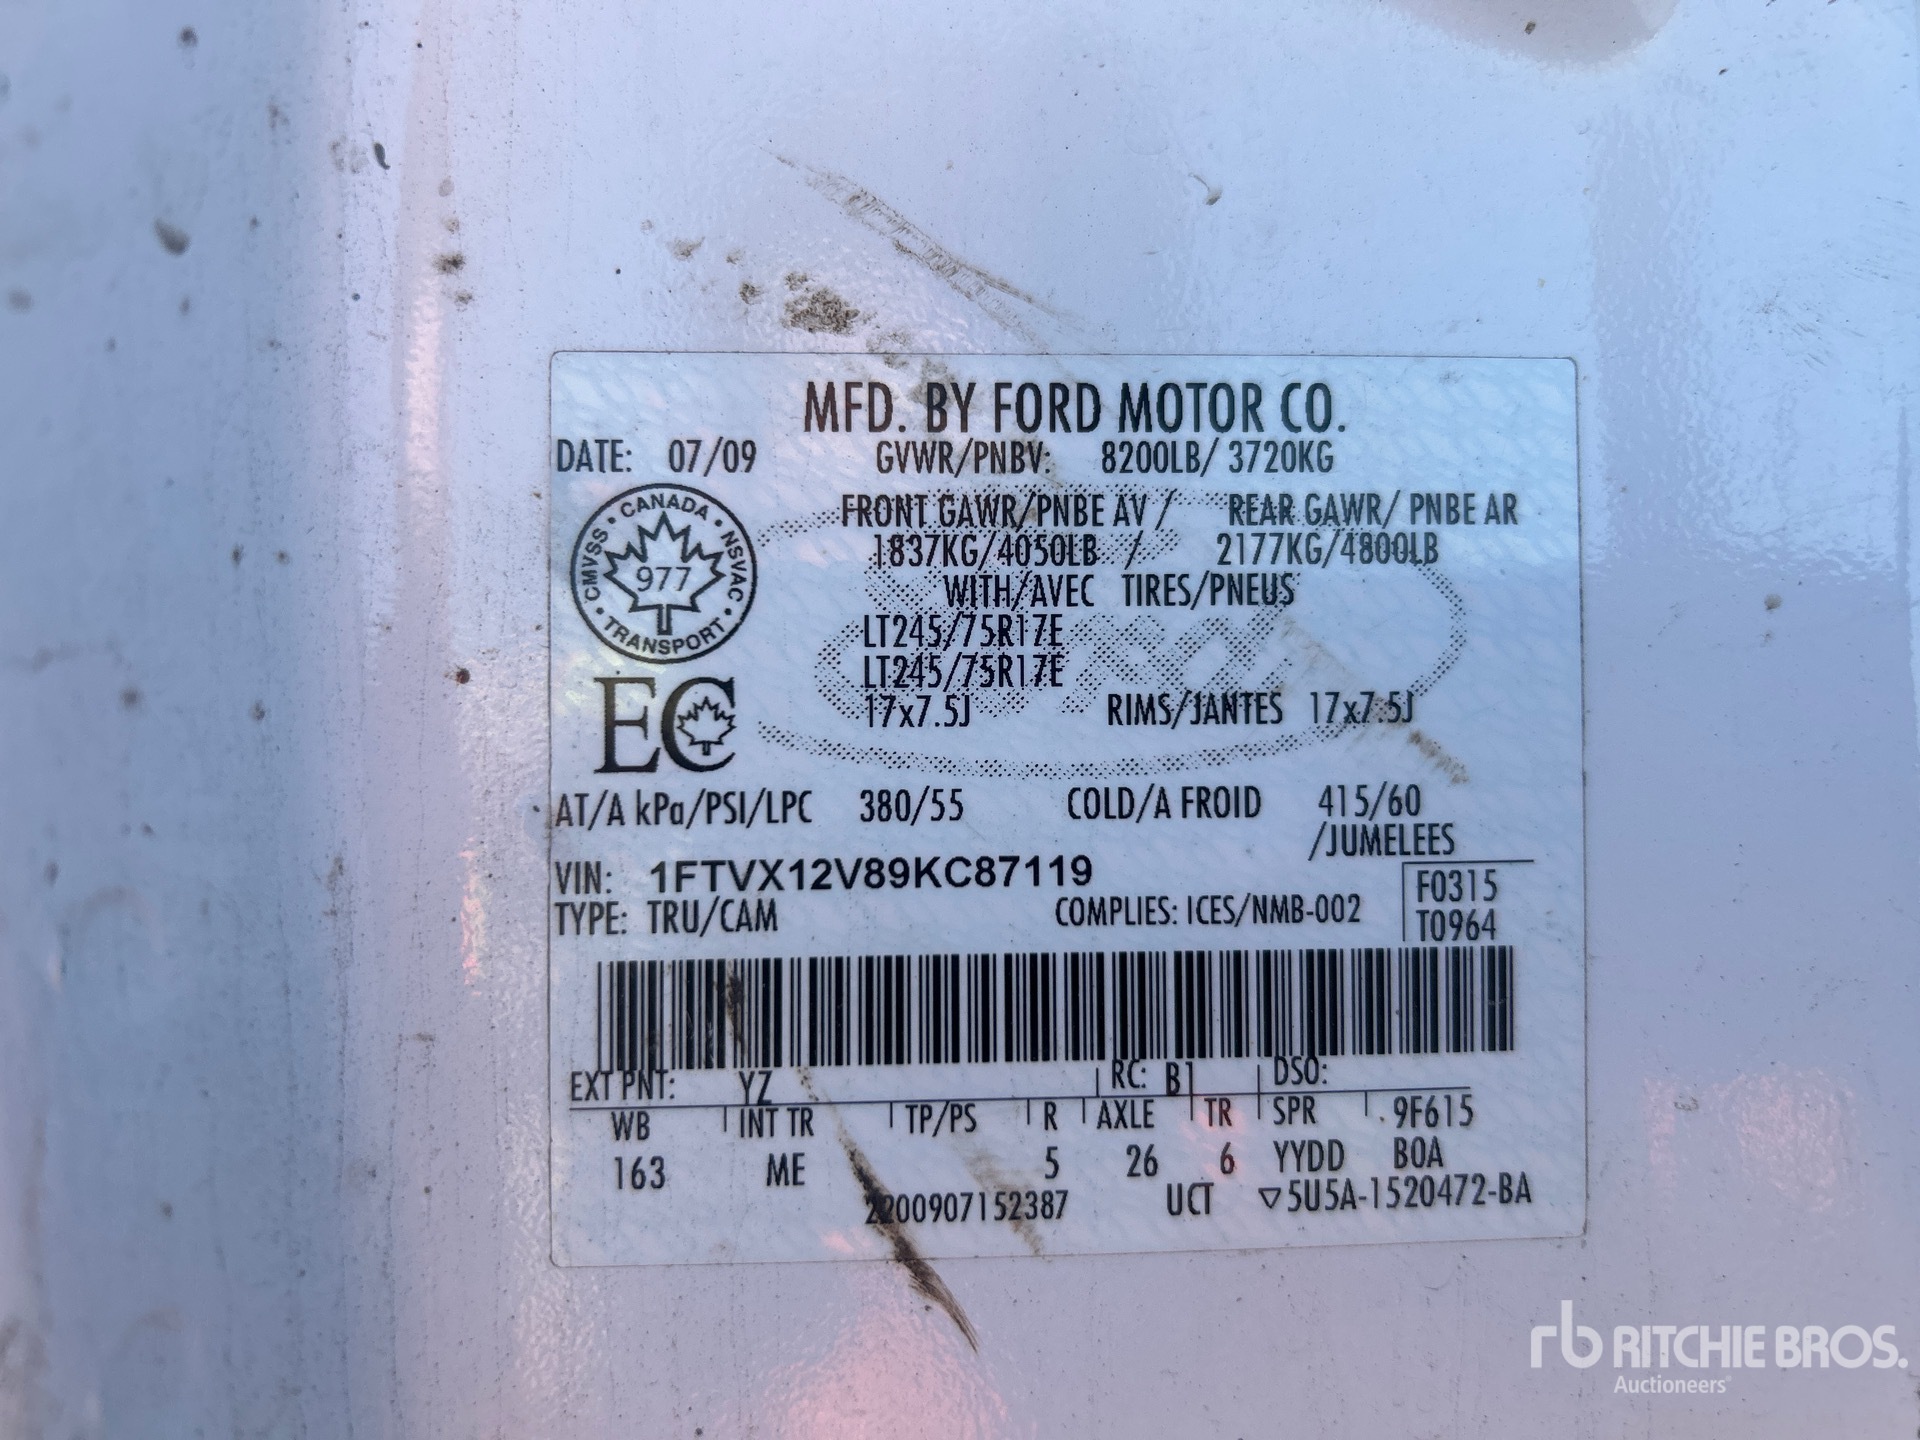 MFD. BY FORD MOTOR CO.
DATE: 07/09 GVWR/PNBV: 8200LB/ 3720KG
CMVSS • CANADA • NSVAC • TRANSPORT •
977
FRONT GAWR/PNBE AV / REAR GAWR/ PNBE AR
1837KG/4050LB / 2177KG/4800LB
WITH/AVEC TIRES/PNEUS
LT245/75R17E
LT245/75R17E
17x7.5J RIMS/JANTES 17x7.5J
EC
Ford
AT/A kPa/PSI/LPC 380/55 COLD/A FROID 415/60
/JUMELEES
VIN: 1FTVX12V89KC87119
TYPE: TRU/CAM COMPLIES: ICES/NMB-002
F0315
T0964
EXT PNT: YZ RC: B1 DSO:
WB INT TR TP/PS R AXLE TR SPR 9F615
163 ME 5 26 6 YYDD BOA
2200907152387 UCT ▽5U5A-1520472-BA
rb RITCHIE BROS.
Auctioneers